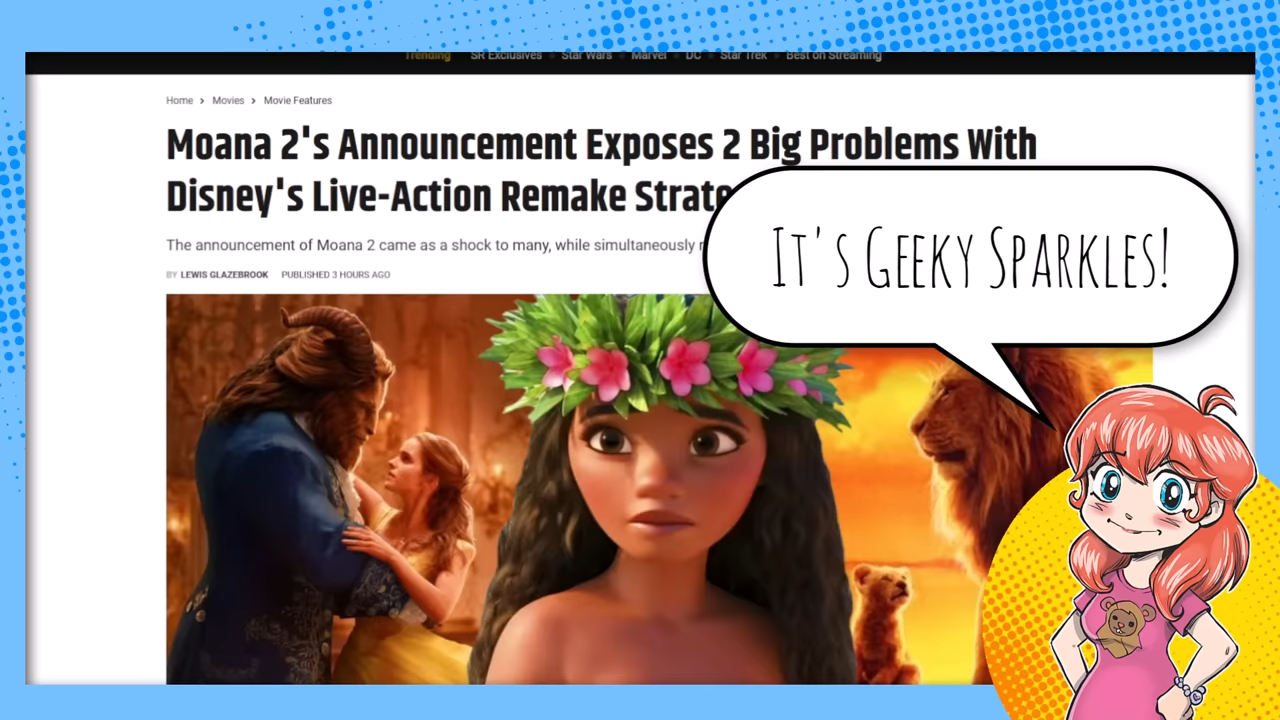 Trending SR Exclusives Star Wars Marvel DC Star Trek Best on Streaming
Home > Movies > Movie Features
Moana 2's Announcement Exposes 2 Big Problems With
Disney's Live-Action Remake
The announcement of Moana 2 came as a shock to many, while simultaneously
BY LEWIS GLAZEBROOK PUBLISHED 3 HOURS AGO
It's Geeky Sparkles!